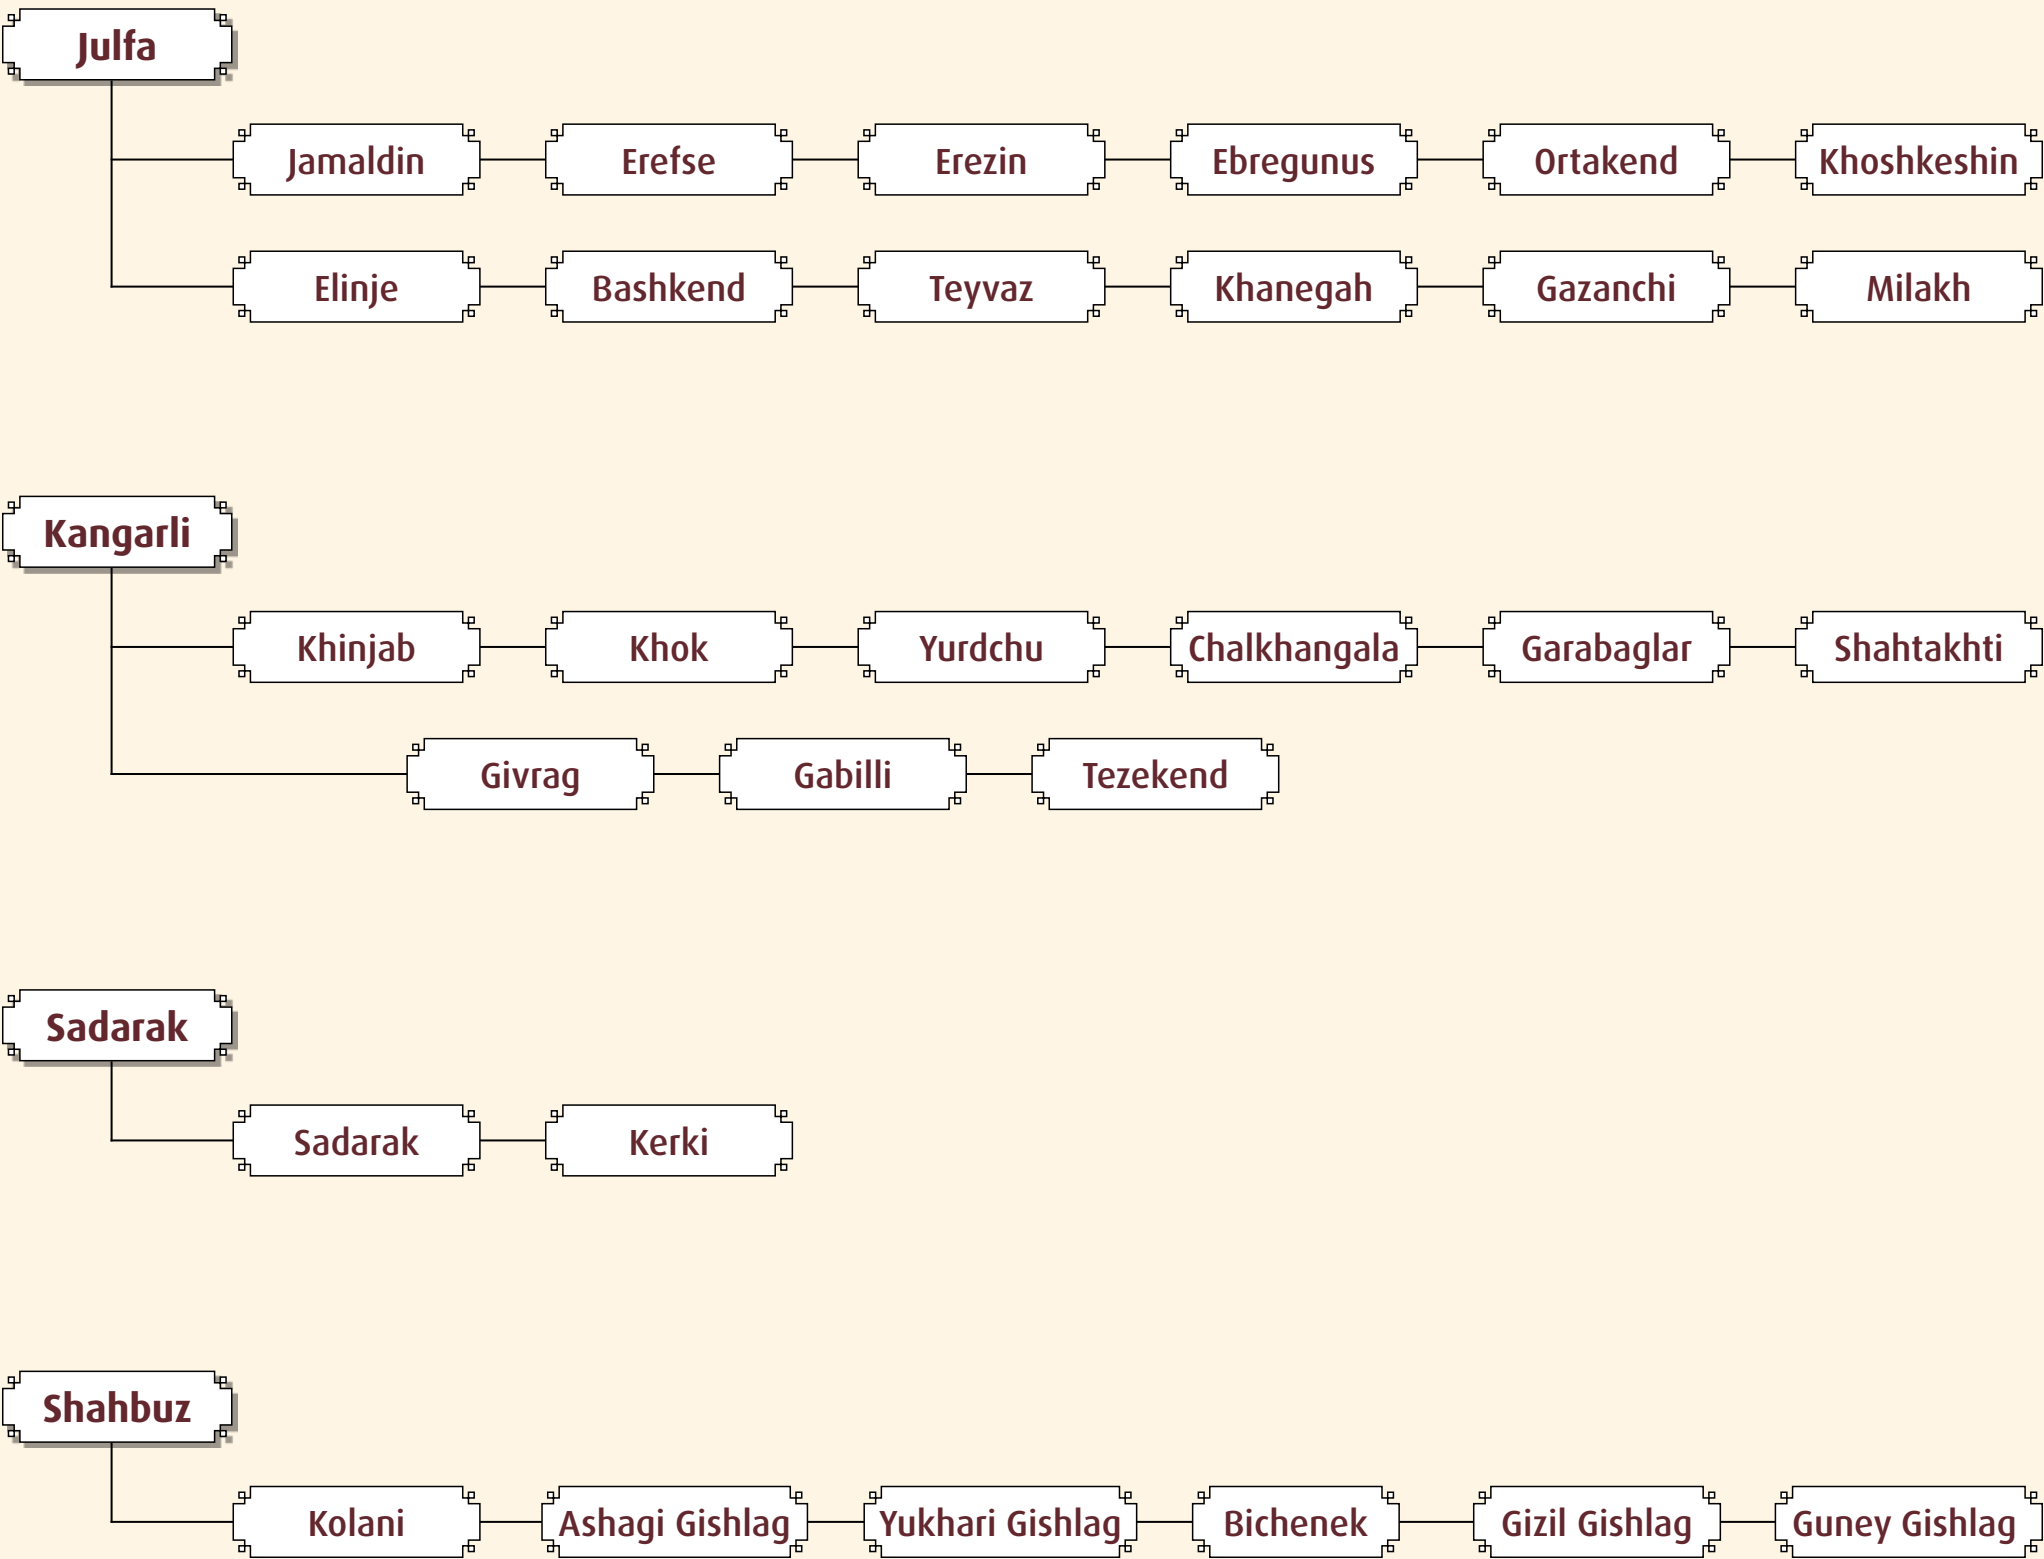 Julfa
Jamaldin Erefse Erezin Ebregunus Ortakend Khoshkeshin
Elinje Bashkend Teyvaz Khanegah Gazanchi Milakh
Kangarli
Khinjab Khok Yurdchu Chalkhangala Garabaglar Shahtakhti
Givrag Gabilli Tezekend
Sadarak
Sadarak Kerki
Shahbuz
Kolani Ashagi Gishlag Yukhari Gishlag Bichenek Gizil Gishlag Guney Gishlag